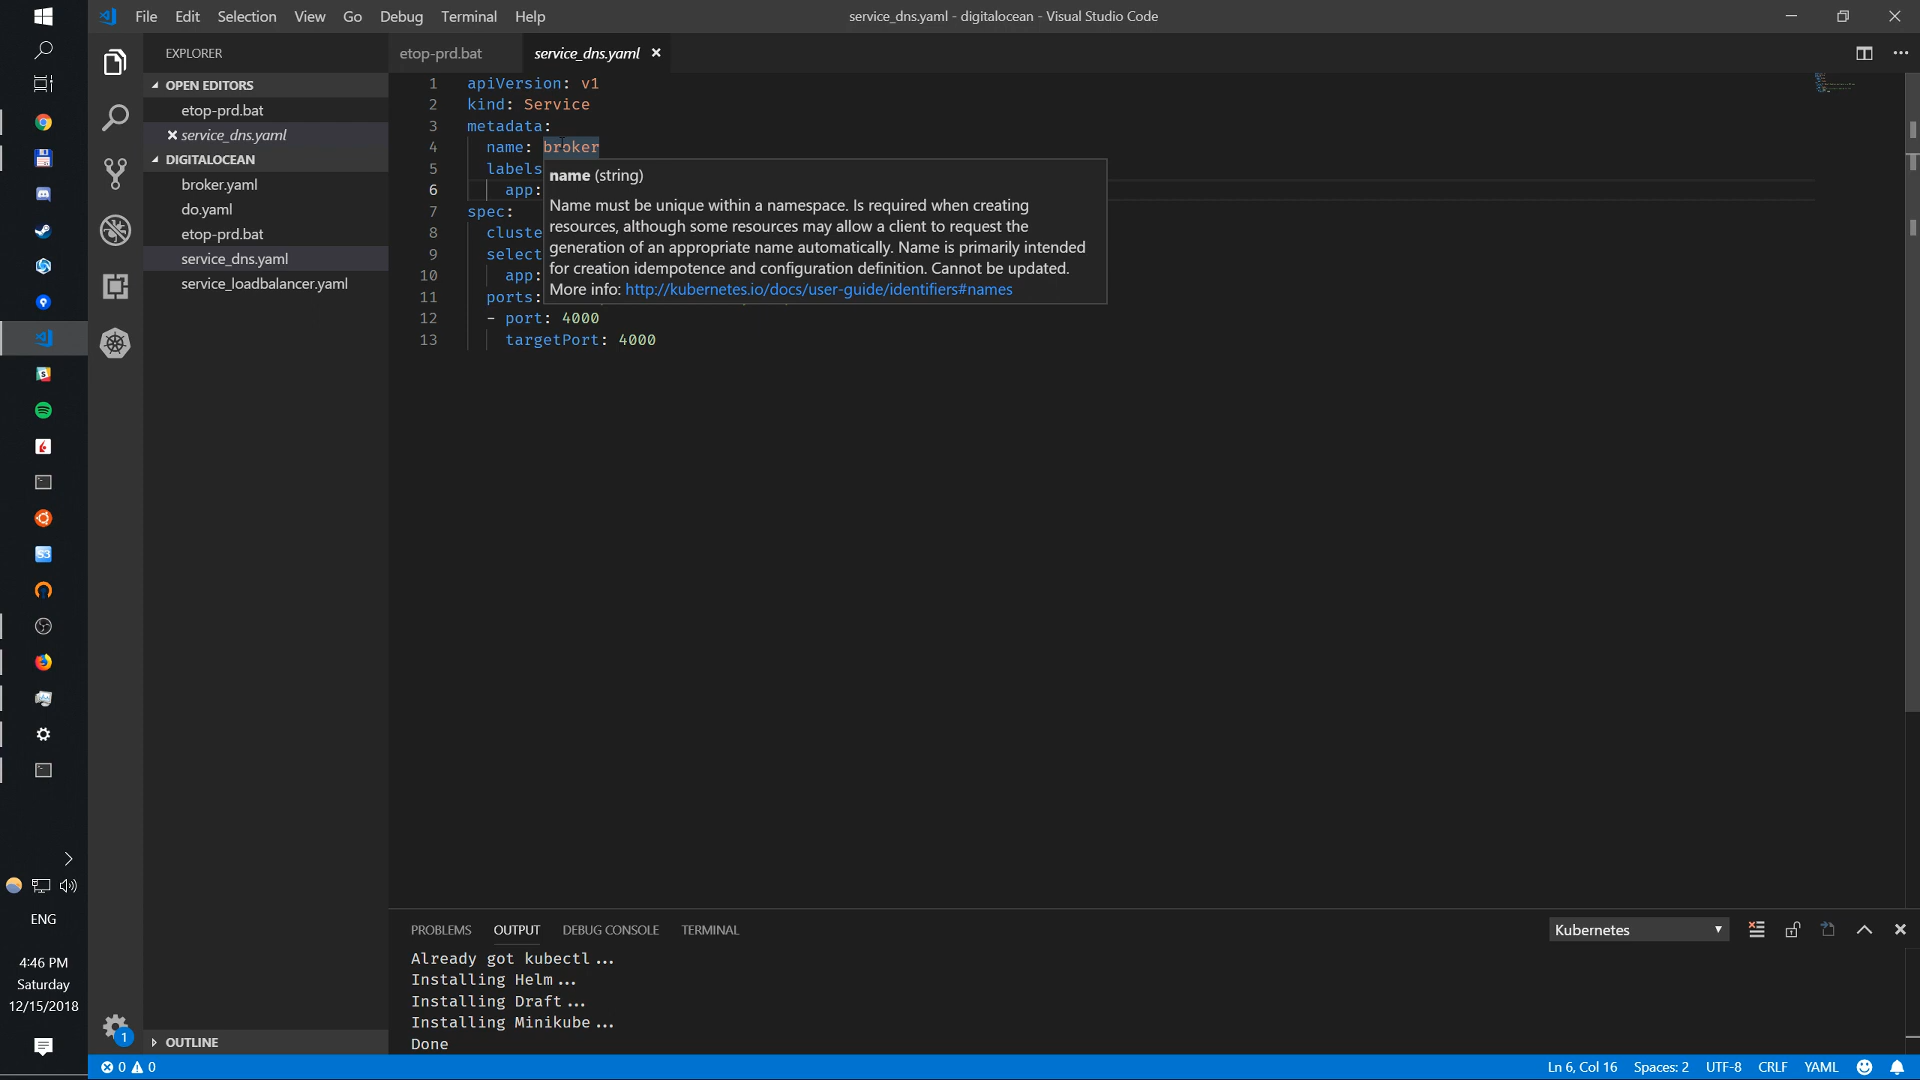 File Edit Selection View Go Debug Terminal Help
service_dns.yaml - digitalocean - Visual Studio Code
EXPLORER
OPEN EDITORS
etop-prd.bat
service_dns.yaml
DIGITALOCEAN
broker.yaml
do.yaml
etop-prd.bat
service_dns.yaml
service_loadbalancer.yaml
OUTLINE
etop-prd.bat service_dns.yaml
1 apiVersion: v1
2 kind: Service
3 metadata:
4 name: broker
5 labels
6 app:
7 spec:
8 cluste
9 select
10 app:
11 ports:
12 - port: 4000
13 targetPort: 4000
name (string)
Name must be unique within a namespace. Is required when creating
resources, although some resources may allow a client to request the
generation of an appropriate name automatically. Name is primarily intended
for creation idempotence and configuration definition. Cannot be updated.
More info: http://kubernetes.io/docs/user-guide/identifiers#names
PROBLEMS OUTPUT DEBUG CONSOLE TERMINAL
Kubernetes
Already got kubectl...
Installing Helm...
Installing Draft...
Installing Minikube...
Done
S3
ENG
4:46 PM
Saturday
12/15/2018
1
0 0
Ln 6, Col 16 Spaces: 2 UTF-8 CRLF YAML